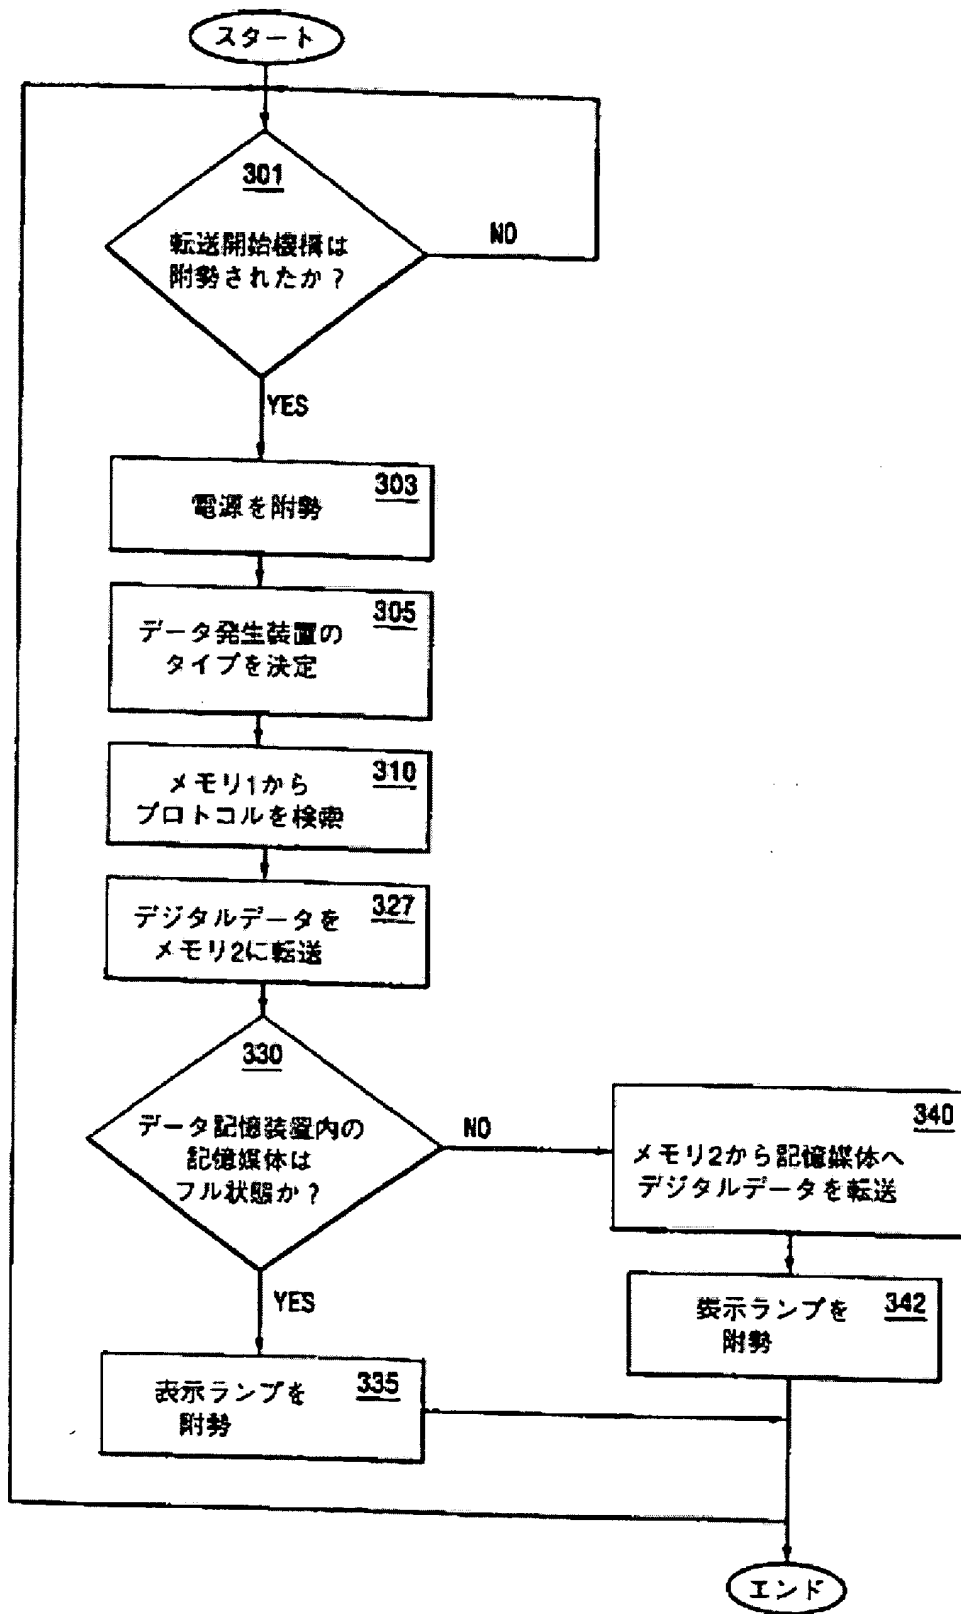 スタート
301
転送開始機構は
附勢されたか？
NO
YES
303
電源を附勢
305
データ発生装置の
タイプを決定
310
メモリ1から
プロトコルを検索
327
デジタルデータを
メモリ2に転送
330
データ記憶装置内の
記憶媒体は
フル状態か？
NO
YES
340
メモリ2から記憶媒体へ
デジタルデータを転送
342
表示ランプを
附勢
335
表示ランプを
附勢
エンド